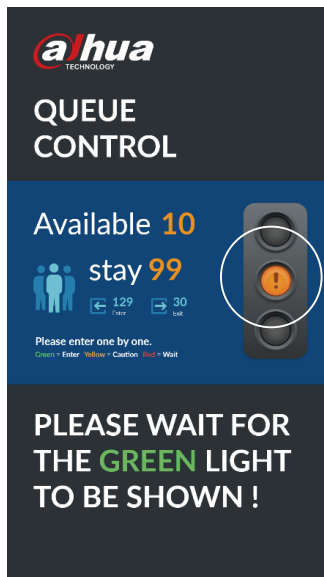 alhua
TECHNOLOGY
QUEUE
CONTROL
Available 10
stay 99
129
Enter
30
Exit
Please enter one by one.
Green = Enter Yellow = Caution Red = Wait
!
PLEASE WAIT FOR
THE GREEN LIGHT
TO BE SHOWN !